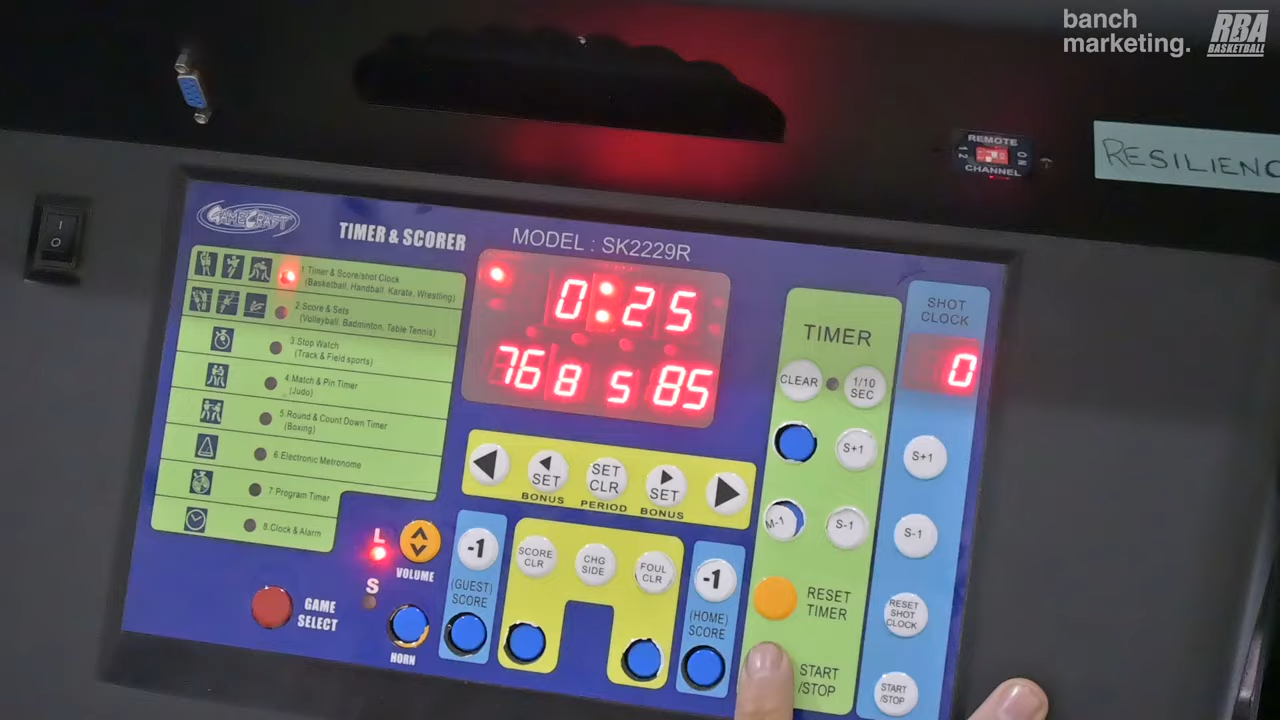 banch
marketing.
RBA
BASKETBALL
REMOTE
1 2
ON
CHANNEL
RESILIENC
I
O
GAMECRAFT
TIMER & SCORER
MODEL : SK2229R
1.Timer & Score/shot Clock
(Basketball, Handball, Karate, Wrestling)
2.Score & Sets
(Volleyball, Badminton, Table Tennis)
3.Stop Watch
(Track & Field sports)
4.Match & Pin Timer
(Judo)
5.Round & Count Down Timer
(Boxing)
6.Electronic Metronome
7.Program Timer
8.Clock & Alarm
0:25
76 8 5 85
SET
BONUS
SET
CLR
PERIOD
SET
BONUS
TIMER
CLEAR
1/10
SEC
S+1
M-1
S-1
RESET
TIMER
START
/STOP
SHOT
CLOCK
0
S+1
S-1
RESET
SHOT
CLOCK
START
/STOP
L
S
VOLUME
HORN
GAME
SELECT
-1
(GUEST)
SCORE
SCORE
CLR
CHG
SIDE
FOUL
CLR
-1
(HOME)
SCORE